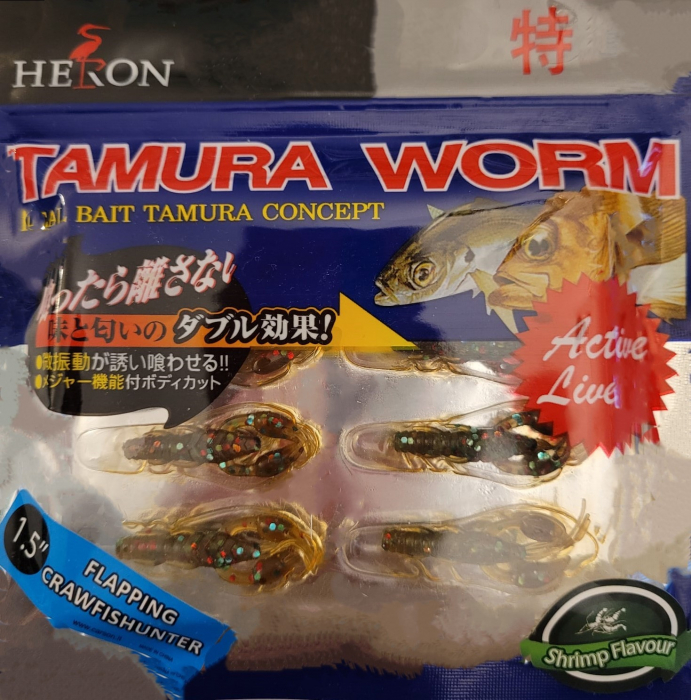 HERON
特
TAMURA WORM
BAIT TAMURA CONCEPT
ったら離さない
味と匂いの ダブル効果!
●微振動が誘い喰わせる!!
●メジャー機能付ボディカット
Active
Live
1.5"
FLAPPING
CRAWFISHUNTER
Shrimp Flavour